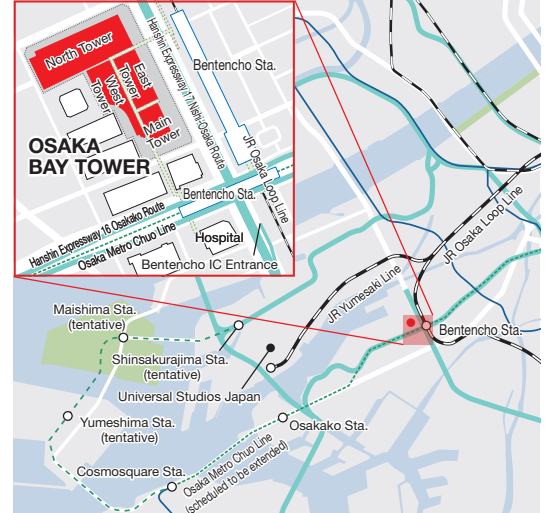 North Tower
East
Tower
West
Tower
Main
Tower
OSAKA
BAY TOWER
Hanshin Expressway 17 Nishi-Osaka Route
Bentencho Sta.
JR Osaka Loop Line
Bentencho Sta.
Hanshin Expressway 16 Osakako Route
Osaka Metro Chuo Line
Hospital
Bentencho IC Entrance
JR Osaka Loop Line
JR Yumesaki Line
Bentencho Sta.
Maishima Sta.
(tentative)
Shinsakurajima Sta.
(tentative)
Universal Studios Japan
Yumeshima Sta.
(tentative)
Osakako Sta.
Cosmosquare Sta.
Osaka Metro Chuo Line
(scheduled to be extended)